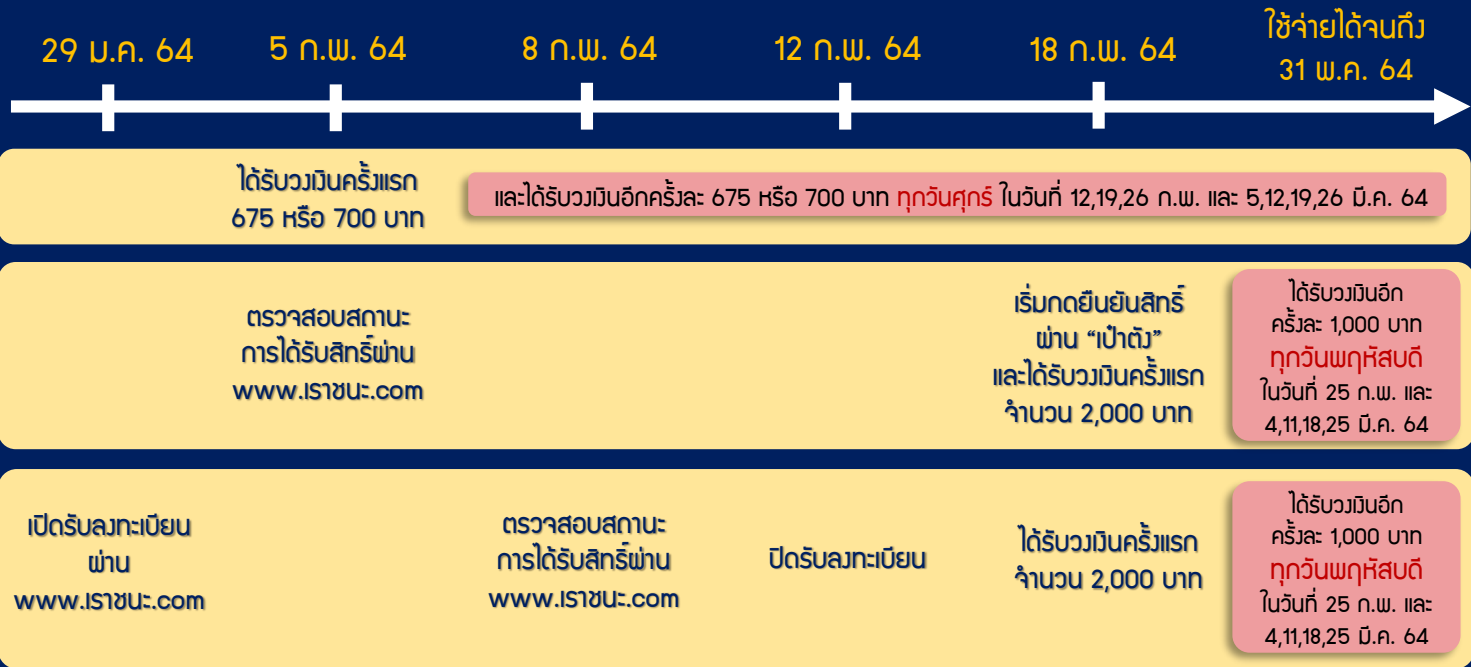 29 ม.ค. 64
5 ก.พ. 64
8 ก.พ. 64
12 ก.พ. 64
18 ก.พ. 64
ใช้จ่ายได้จนถึง
31 พ.ค. 64
ได้รับวงเงินครั้งแรก
675 หรือ 700 บาท
และได้รับวงเงินอีกครั้งละ 675 หรือ 700 บาท ทุกวันศุกร์ ในวันที่ 12,19,26 ก.พ. และ 5,12,19,26 มี.ค. 64
ตรวจสอบสถานะ
การได้รับสิทธิ์ผ่าน
www.เราชนะ.com
เริ่มกดยืนยันสิทธิ์
ผ่าน “เป๋าตัง”
และได้รับวงเงินครั้งแรก
จำนวน 2,000 บาท
ได้รับวงเงินอีก
ครั้งละ 1,000 บาท
ทุกวันพฤหัสบดี
ในวันที่ 25 ก.พ. และ
4,11,18,25 มี.ค. 64
เปิดรับลงทะเบียน
ผ่าน
www.เราชนะ.com
ตรวจสอบสถานะ
การได้รับสิทธิ์ผ่าน
www.เราชนะ.com
ปิดรับลงทะเบียน
ได้รับวงเงินครั้งแรก
จำนวน 2,000 บาท
ได้รับวงเงินอีก
ครั้งละ 1,000 บาท
ทุกวันพฤหัสบดี
ในวันที่ 25 ก.พ. และ
4,11,18,25 มี.ค. 64